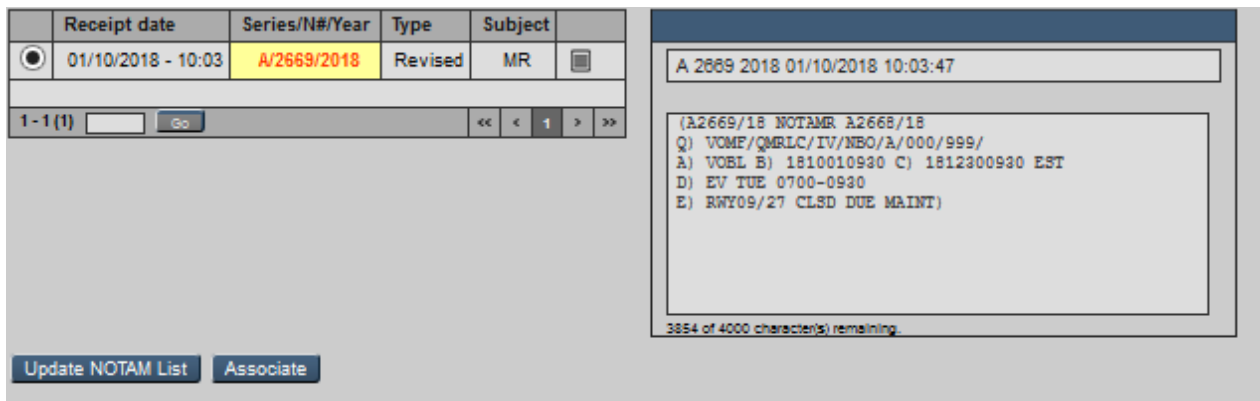 Receipt date Series/N#/Year Type Subject
01/10/2018 - 10:03 A/2669/2018 Revised MR
1 - 1 (1) Go << < 1 > >>
A 2669 2018 01/10/2018 10:03:47
(A2669/18 NOTAMR A2668/18
Q) VOMF/QMRLC/IV/NBO/A/000/999/
A) VOBL B) 1810010930 C) 1812300930 EST
D) EV TUE 0700-0930
E) RWY09/27 CLSD DUE MAINT)
3854 of 4000 character(s) remaining.
Update NOTAM List Associate